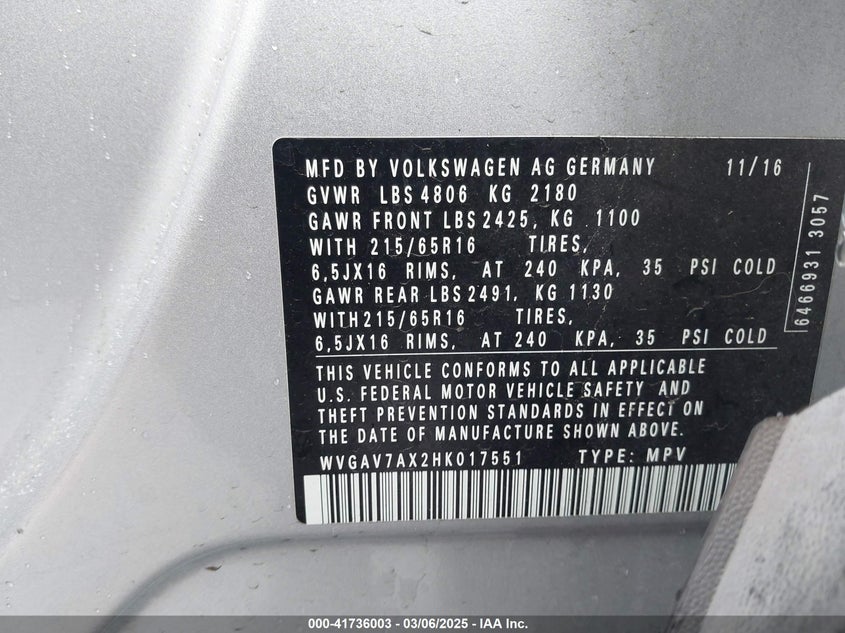 MFD BY VOLKSWAGEN AG GERMANY 11/16
GVWR LBS 4806 KG 2180
GAWR FRONT LBS 2425, KG 1100
WITH 215/65R16 TIRES,
6,5JX16 RIMS, AT 240 KPA, 35 PSI COLD
GAWR REAR LBS 2491, KG 1130
WITH215/65R16 TIRES,
6,5JX16 RIMS, AT 240 KPA, 35 PSI COLD
THIS VEHICLE CONFORMS TO ALL APPLICABLE
U.S. FEDERAL MOTOR VEHICLE SAFETY AND
THEFT PREVENTION STANDARDS IN EFFECT ON
THE DATE OF MANUFACTURE SHOWN ABOVE.
WVGAV7AX2HK017551 TYPE: MPV
6466931 3057
000-41736003 — 03/06/2025 — IAA Inc.